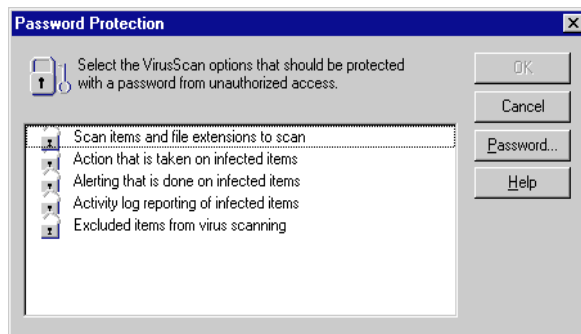 Password Protection
Select the VirusScan options that should be protected
with a password from unauthorized access.
OK
Cancel
Password...
Help
Scan items and file extensions to scan
Action that is taken on infected items
Alerting that is done on infected items
Activity log reporting of infected items
Excluded items from virus scanning